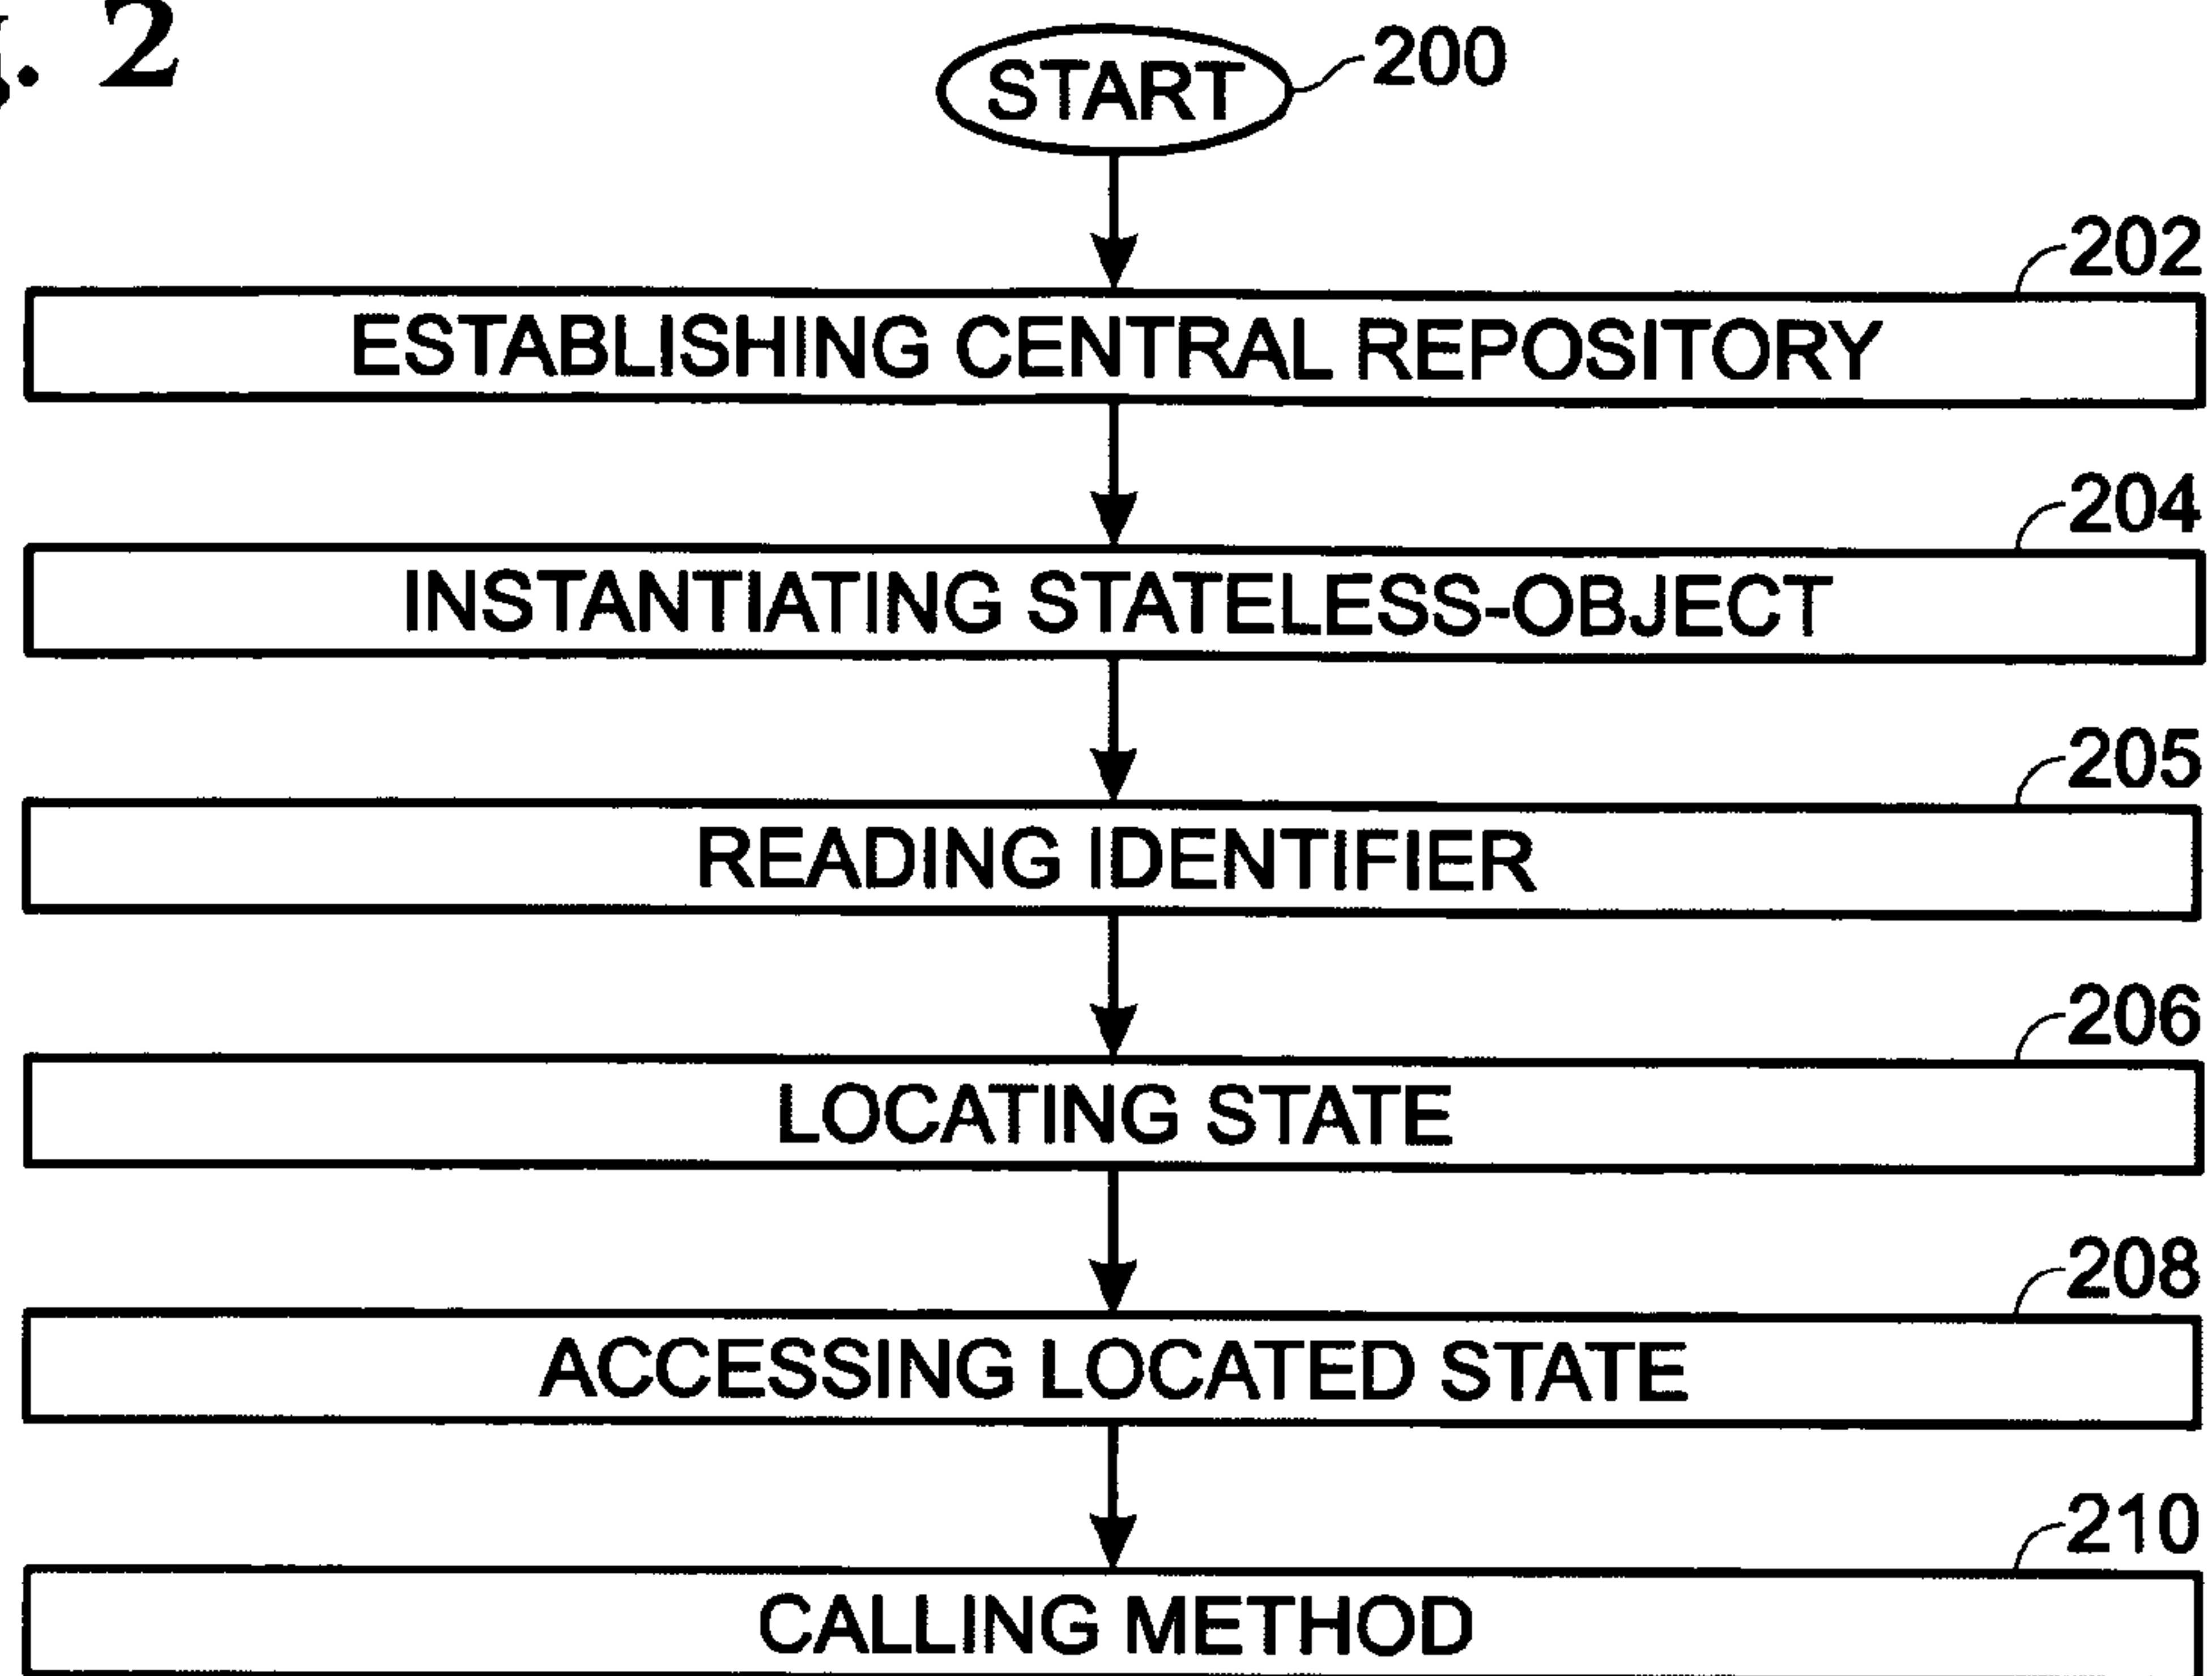 . 2
START
200
202
ESTABLISHING CENTRAL REPOSITORY
204
INSTANTIATING STATELESS-OBJECT
205
READING IDENTIFIER
206
LOCATING STATE
208
ACCESSING LOCATED STATE
210
CALLING METHOD